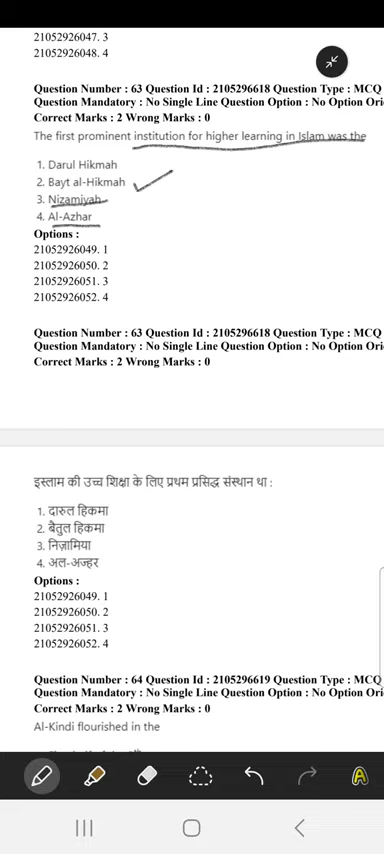 21052926047. 3
21052926048. 4
Question Number : 63 Question Id : 2105296618 Question Type : MCQ
Question Mandatory : No Single Line Question Option : No Option Ori
Correct Marks : 2 Wrong Marks : 0
The first prominent institution for higher learning in Islam was the
1. Darul Hikmah
2. Bayt al-Hikmah
3. Nizamiyah
4. Al-Azhar
Options :
21052926049. 1
21052926050. 2
21052926051. 3
21052926052. 4
Question Number : 63 Question Id : 2105296618 Question Type : MCQ
Question Mandatory : No Single Line Question Option : No Option Ori
Correct Marks : 2 Wrong Marks : 0
इस्लाम की उच्च शिक्षा के लिए प्रथम प्रसिद्ध संस्थान था :
1. दारुल हिकमा
2. बैतुल हिकमा
3. निज़ामिया
4. अल-अज्हर
Options :
21052926049. 1
21052926050. 2
21052926051. 3
21052926052. 4
Question Number : 64 Question Id : 2105296619 Question Type : MCQ
Question Mandatory : No Single Line Question Option : No Option Ori
Correct Marks : 2 Wrong Marks : 0
Al-Kindi flourished in the
A